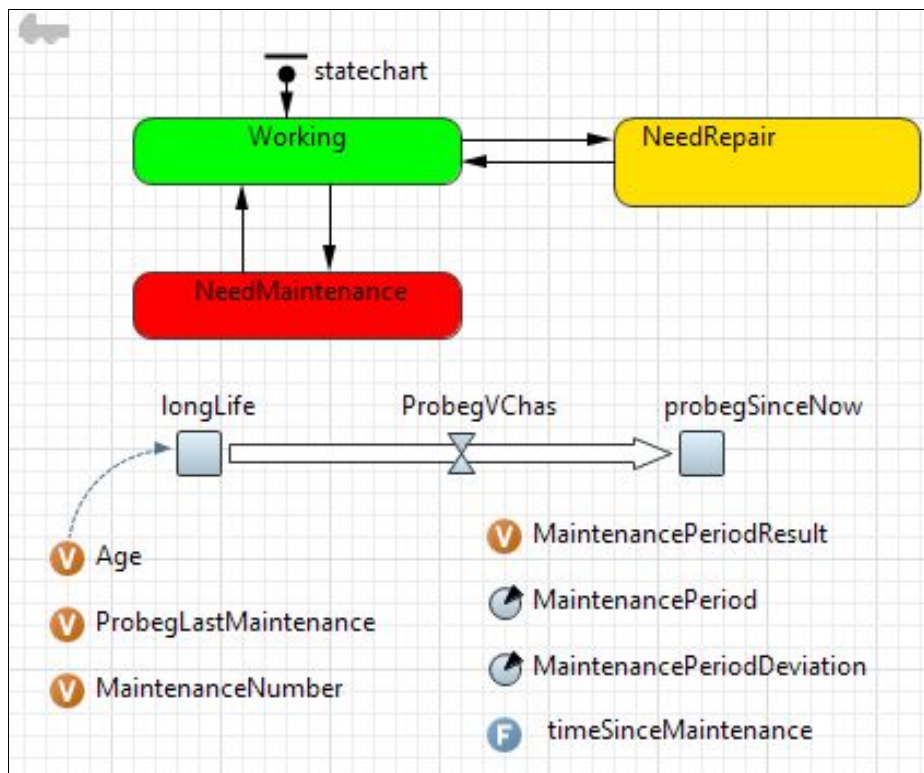 statechart
Working
NeedRepair
NeedMaintenance
longLife
ProbegVChas
probegSinceNow
V Age
V MaintenancePeriodResult
V ProbegLastMaintenance
MaintenancePeriod
V MaintenanceNumber
MaintenancePeriodDeviation
F timeSinceMaintenance